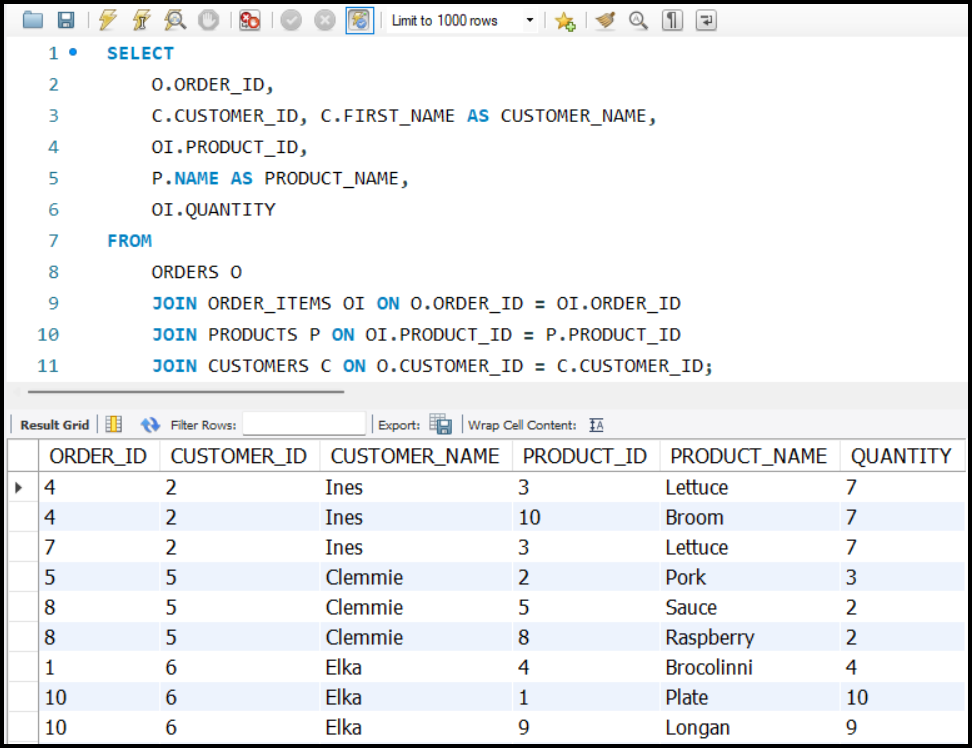 Limit to 1000 rows
1 SELECT
2 O.ORDER_ID,
3 C.CUSTOMER_ID, C.FIRST_NAME AS CUSTOMER_NAME,
4 OI.PRODUCT_ID,
5 P.NAME AS PRODUCT_NAME,
6 OI.QUANTITY
7 FROM
8 ORDERS O
9 JOIN ORDER_ITEMS OI ON O.ORDER_ID = OI.ORDER_ID
10 JOIN PRODUCTS P ON OI.PRODUCT_ID = P.PRODUCT_ID
11 JOIN CUSTOMERS C ON O.CUSTOMER_ID = C.CUSTOMER_ID;
Result Grid Filter Rows: Export: Wrap Cell Content: IA
ORDER_ID CUSTOMER_ID CUSTOMER_NAME PRODUCT_ID PRODUCT_NAME QUANTITY
4 2 Ines 3 Lettuce 7
4 2 Ines 10 Broom 7
7 2 Ines 3 Lettuce 7
5 5 Clemmie 2 Pork 3
8 5 Clemmie 5 Sauce 2
8 5 Clemmie 8 Raspberry 2
1 6 Elka 4 Brocolinni 4
10 6 Elka 1 Plate 10
10 6 Elka 9 Longan 9